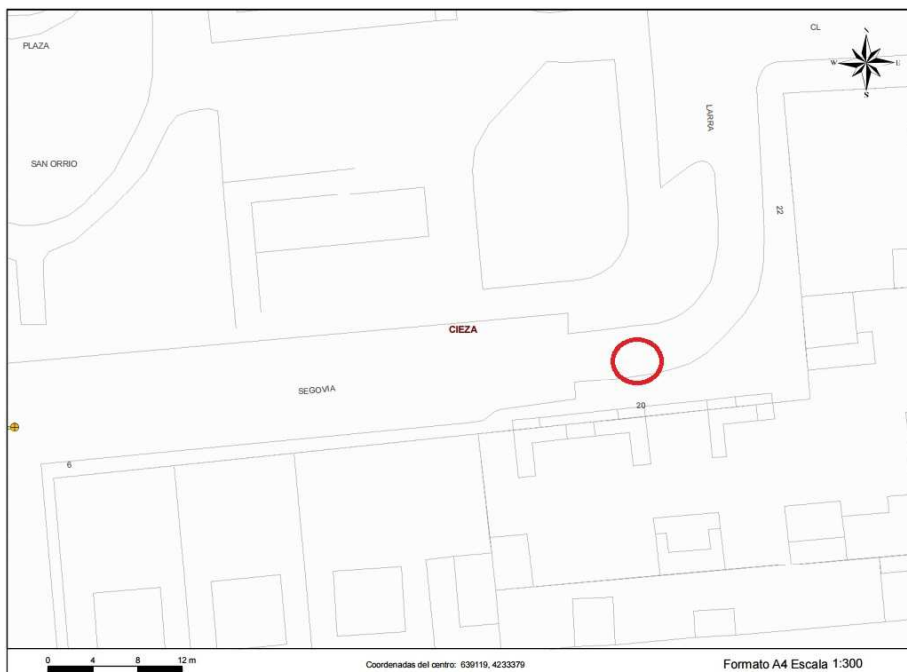 PLAZA
CL
N
W E
S
LARRA
SAN ORRIO
22
CIEZA
SEGOVIA
20
6
0 4 8 12 m
Coordenadas del centro: 639119, 4233379
Formato A4 Escala 1:300